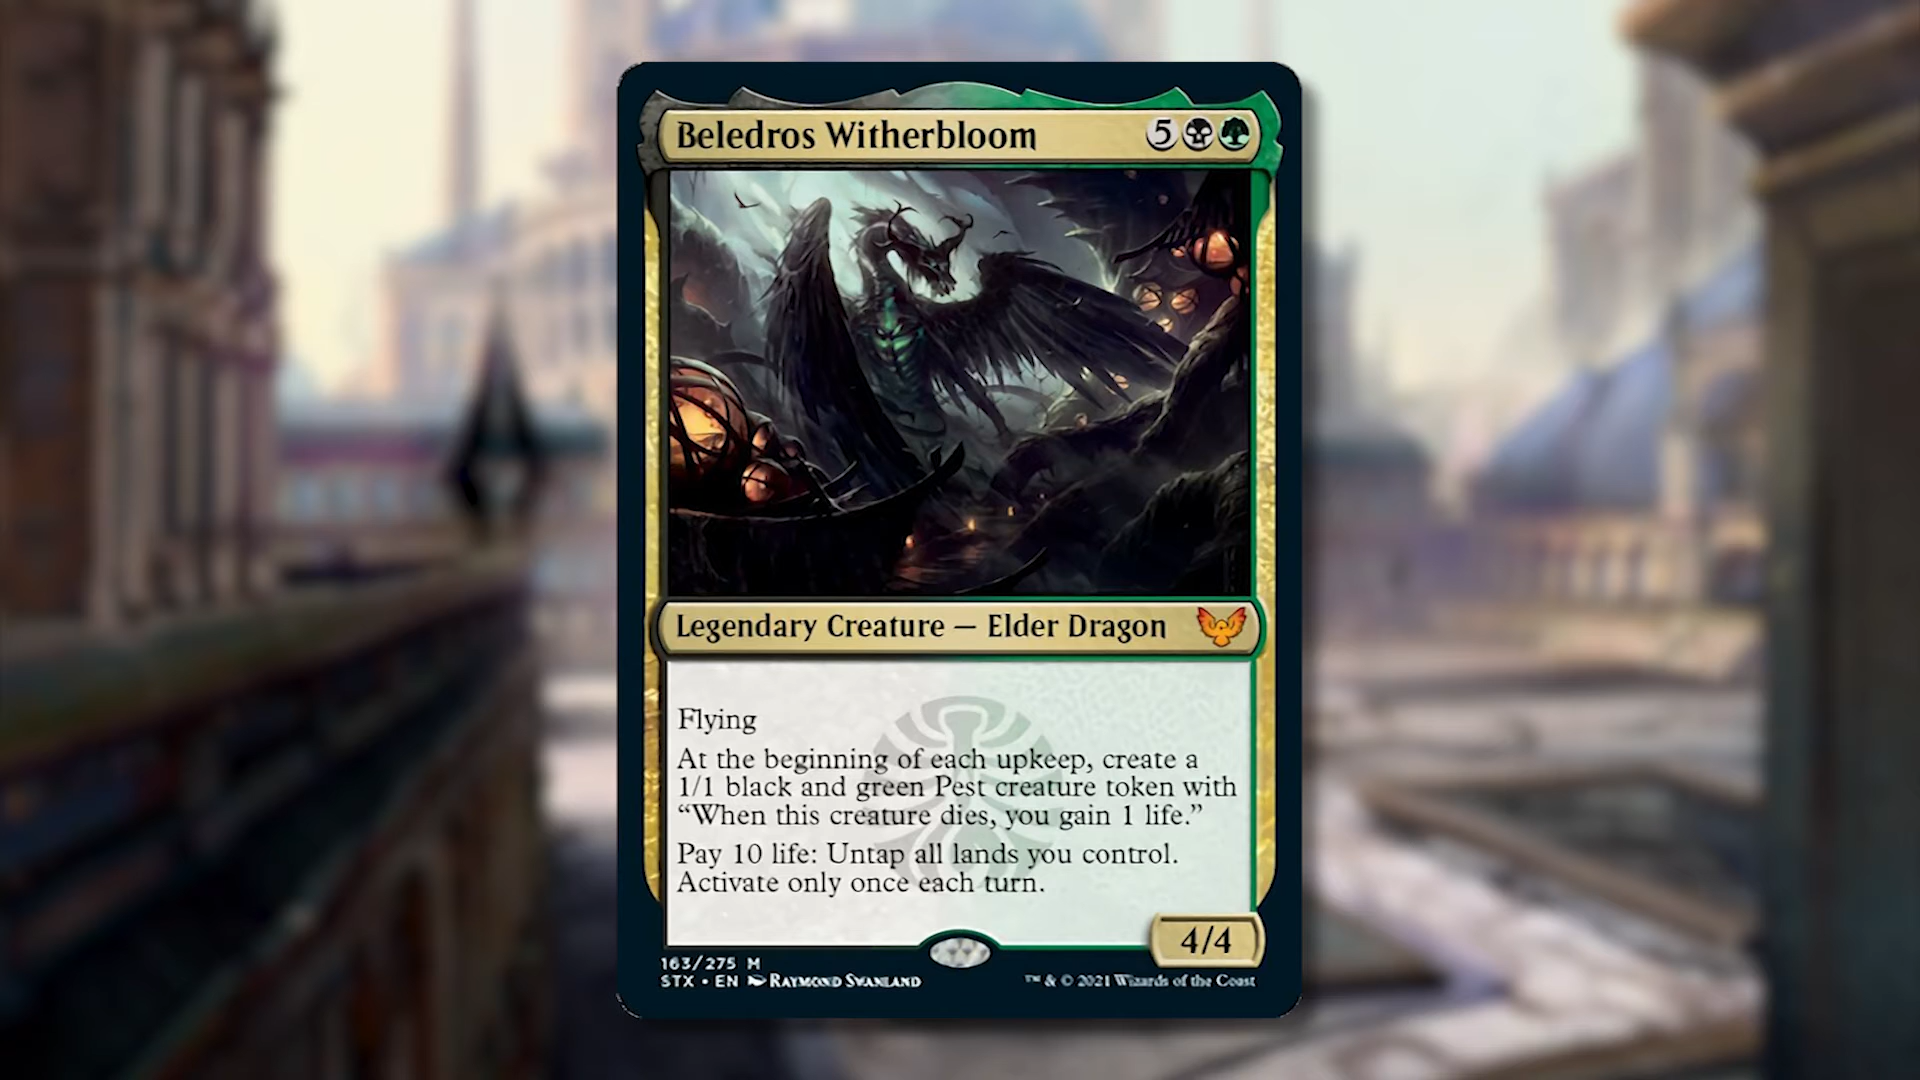 Beledros Witherbloom 5
Legendary Creature — Elder Dragon
Flying
At the beginning of each upkeep, create a
1/1 black and green Pest creature token with
“When this creature dies, you gain 1 life.”
Pay 10 life: Untap all lands you control.
Activate only once each turn.
4/4
163/275 M
STX • EN Raymond Swanland
™ & © 2021 Wizards of the Coast